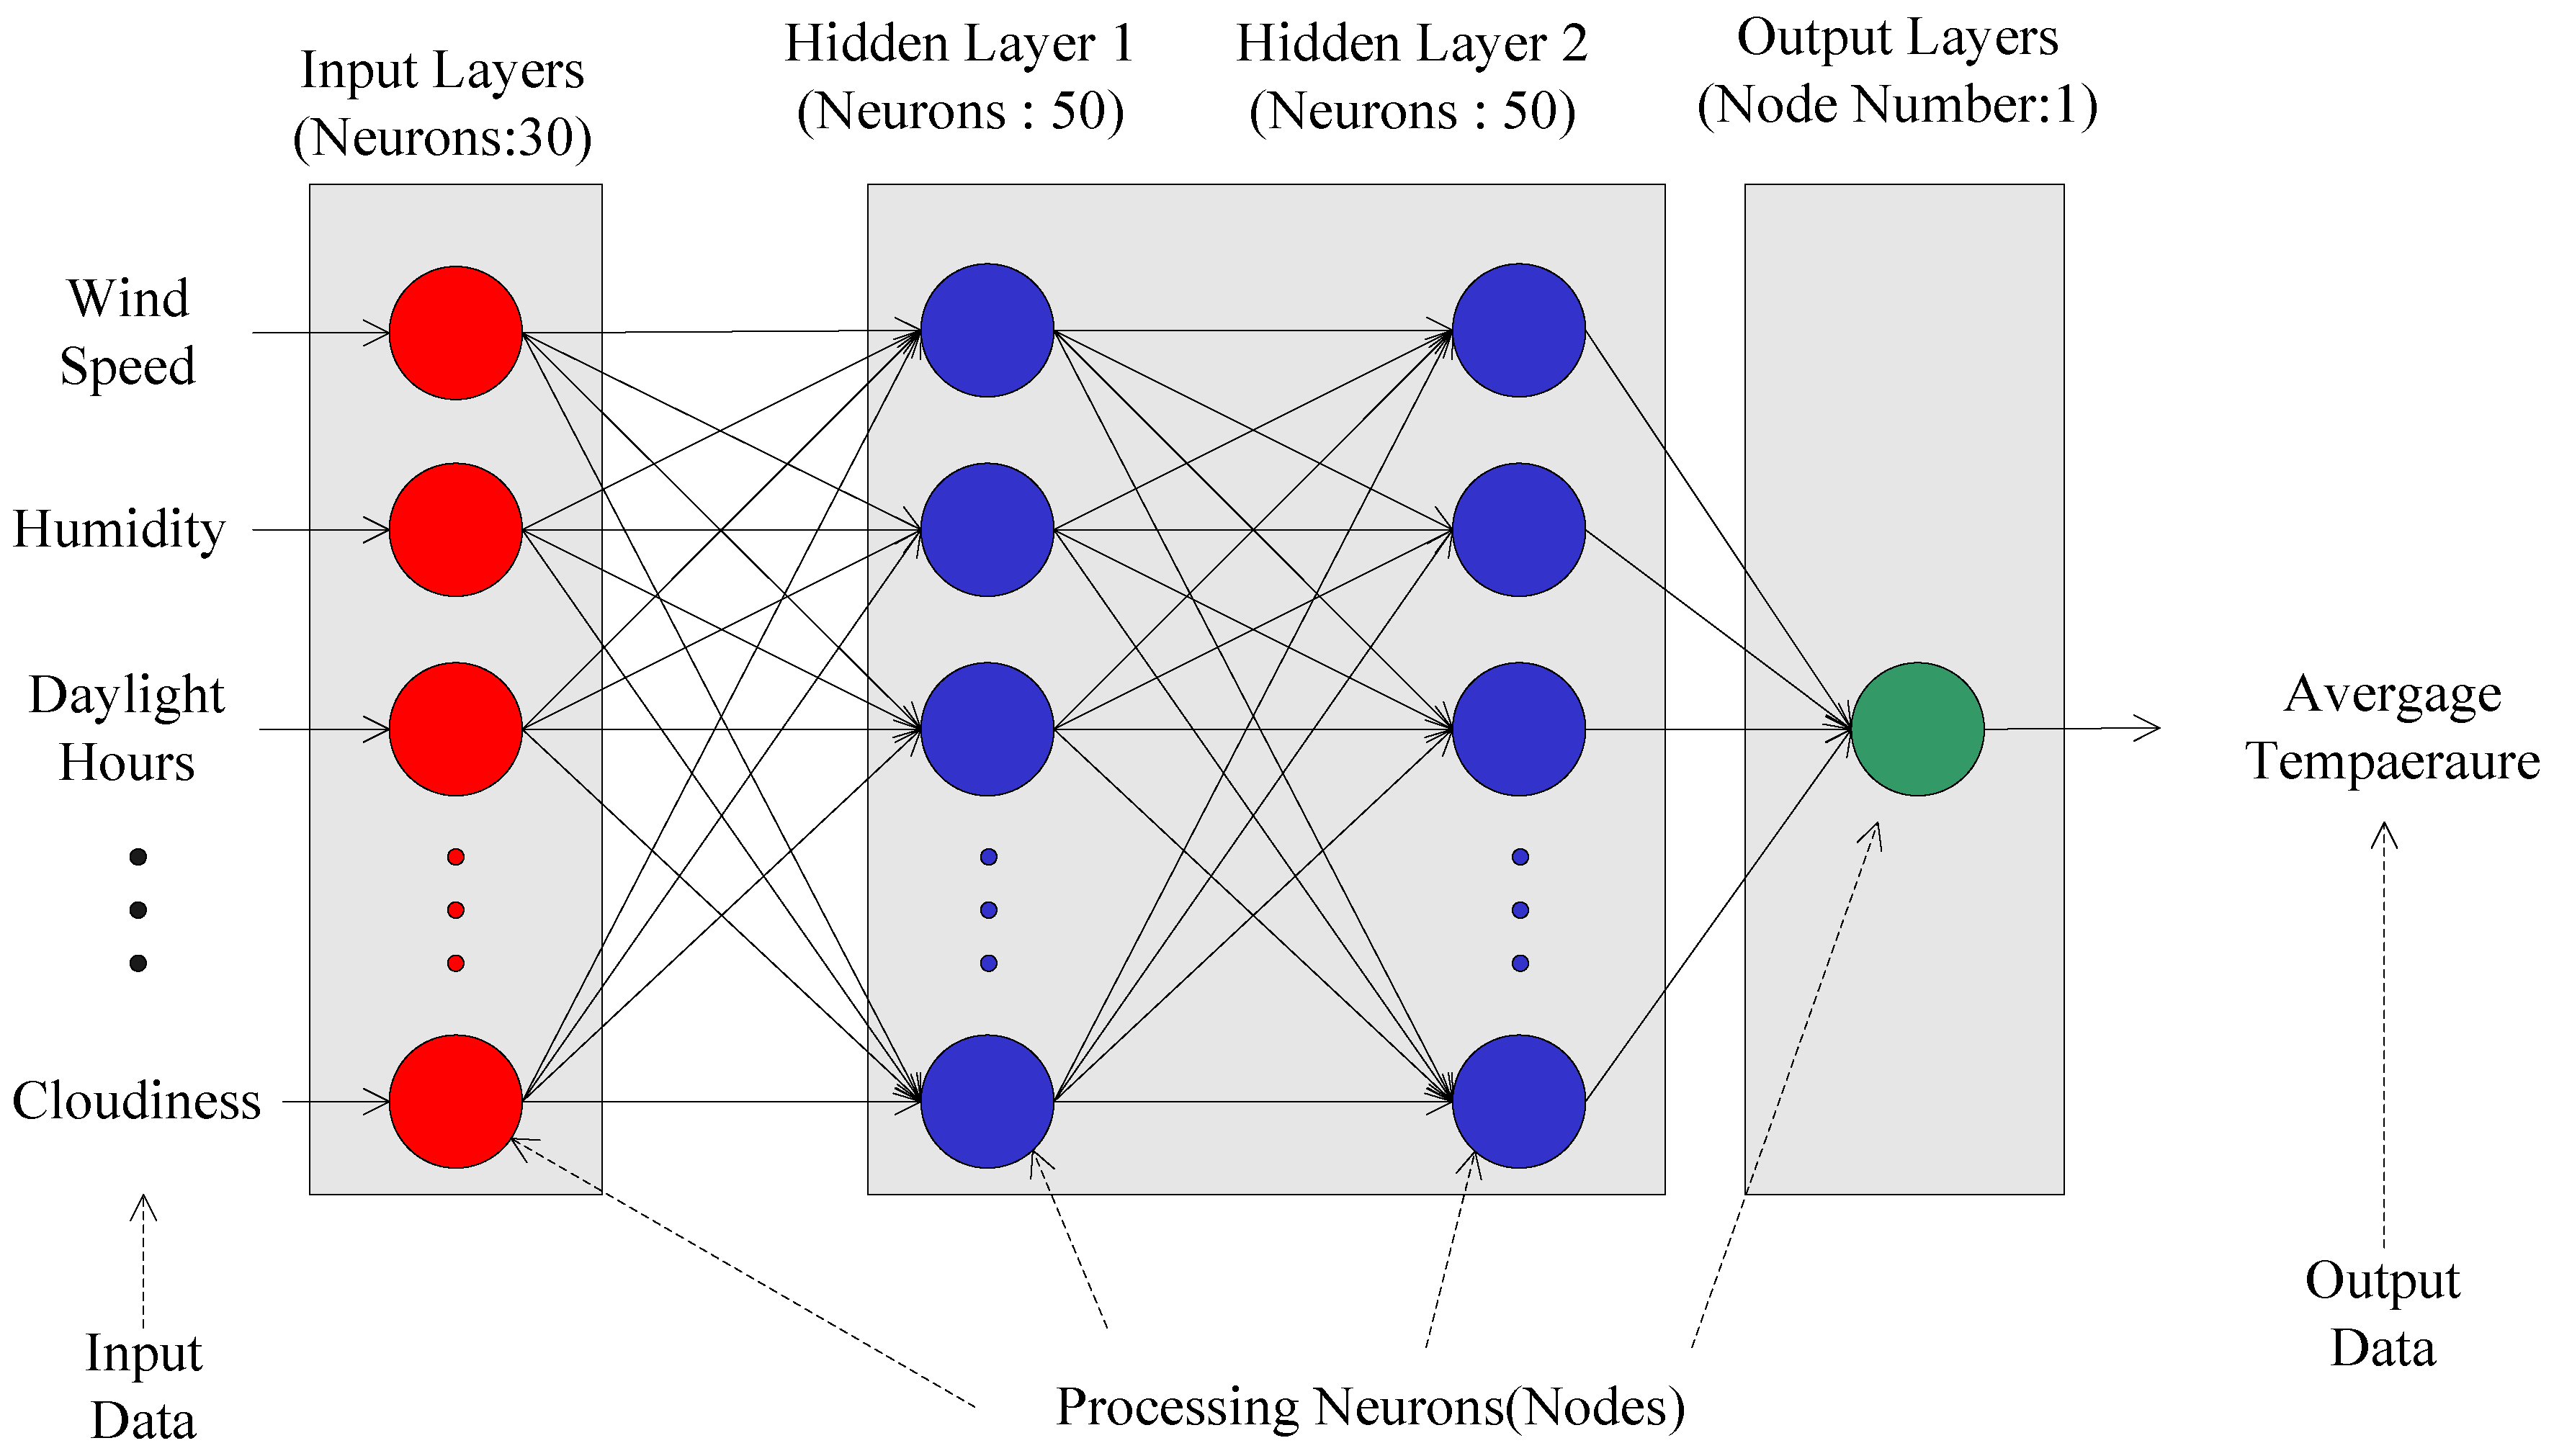 Input Layers
(Neurons:30)
Hidden Layer 1
(Neurons : 50)
Hidden Layer 2
(Neurons : 50)
Output Layers
(Node Number:1)
Wind
Speed
Humidity
Daylight
Hours
Cloudiness
Avergage
Tempaeraure
Input
Data
Processing Neurons(Nodes)
Output
Data